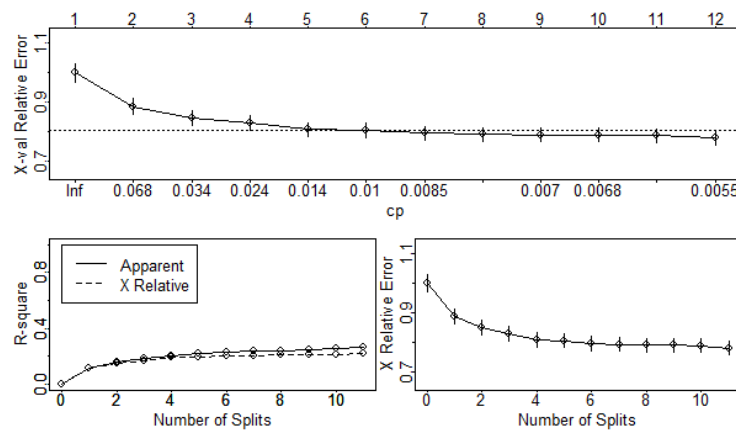 1 2 3 4 5 6 7 8 9 10 11 12
X-val Relative Error
1.1
0.9
0.7
Inf 0.068 0.034 0.024 0.014 0.01 0.0085 0.007 0.0068 0.0055
cp
R-square
0.8
0.4
0.0
Apparent
X Relative
0 2 4 6 8 10
Number of Splits
X Relative Error
1.1
0.9
0.7
0 2 4 6 8 10
Number of Splits